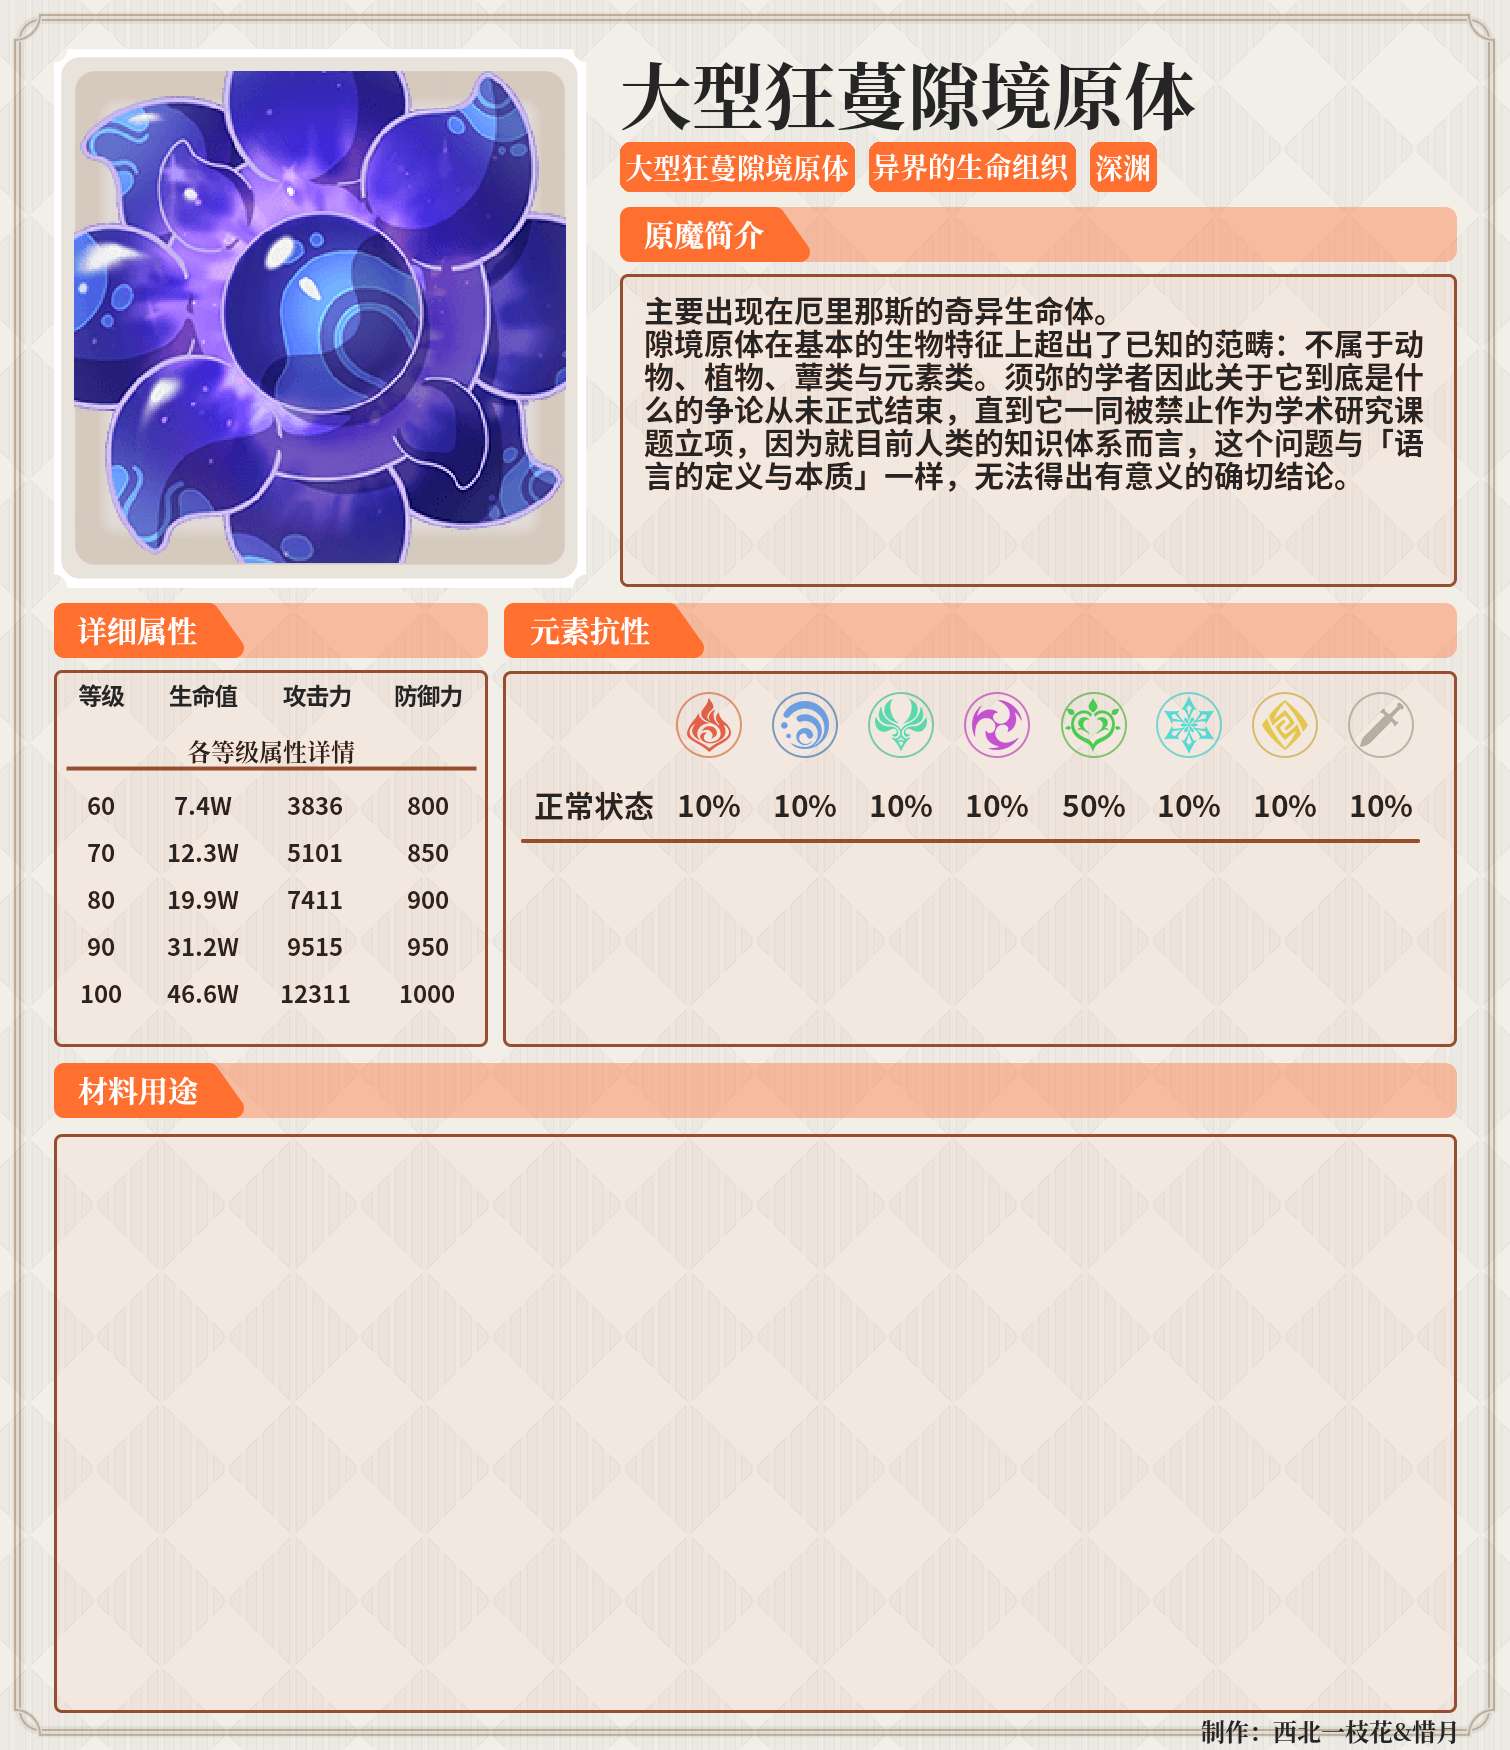 大型狂蔓隙境原体
大型狂蔓隙境原体 异界的生命组织 深渊
原魔简介
主要出现在厄里那斯的奇异生命体。
隙境原体在基本的生物特征上超出了已知的范畴：不属于动
物、植物、蕈类与元素类。须弥的学者因此关于它到底是什
么的争论从未正式结束，直到它一同被禁止作为学术研究课
题立项，因为就目前人类的知识体系而言，这个问题与「语
言的定义与本质」一样，无法得出有意义的确切结论。
详细属性
等级 生命值 攻击力 防御力
各等级属性详情
60 7.4W 3836 800
70 12.3W 5101 850
80 19.9W 7411 900
90 31.2W 9515 950
100 46.6W 12311 1000
元素抗性
正常状态 10% 10% 10% 10% 50% 10% 10% 10%
材料用途
制作：西北一枝花&惜月